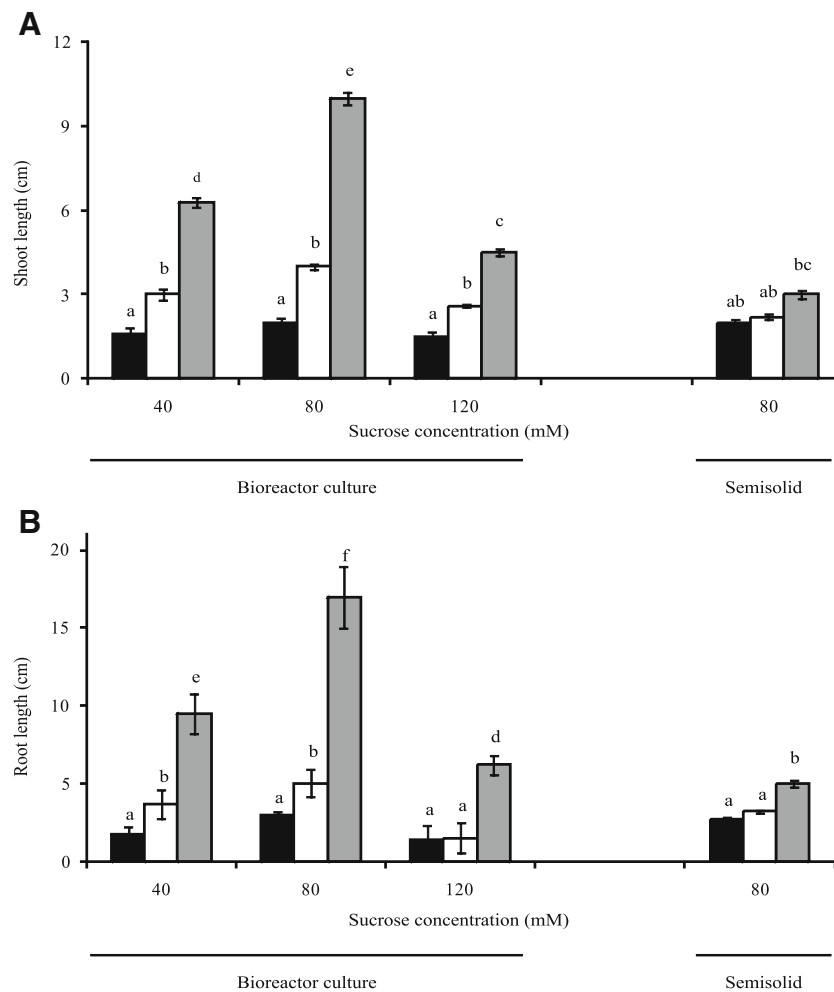 A
12
9
6
3
0
Shoot length (cm)
a b d
a b e
a b c
ab ab bc
40 80 120 80
Sucrose concentration (mM)
Bioreactor culture Semisolid
B
20
15
10
5
0
Root length (cm)
a b e
a b f
a a d
a a b
40 80 120 80
Sucrose concentration (mM)
Bioreactor culture Semisolid